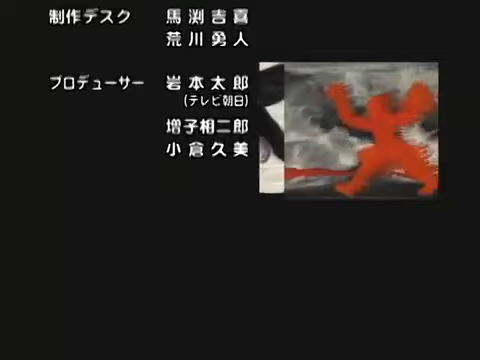 制作デスク 馬渕吉喜
荒川勇人
プロデューサー 岩本太郎
(テレビ朝日)
増子相二郎
小倉久美